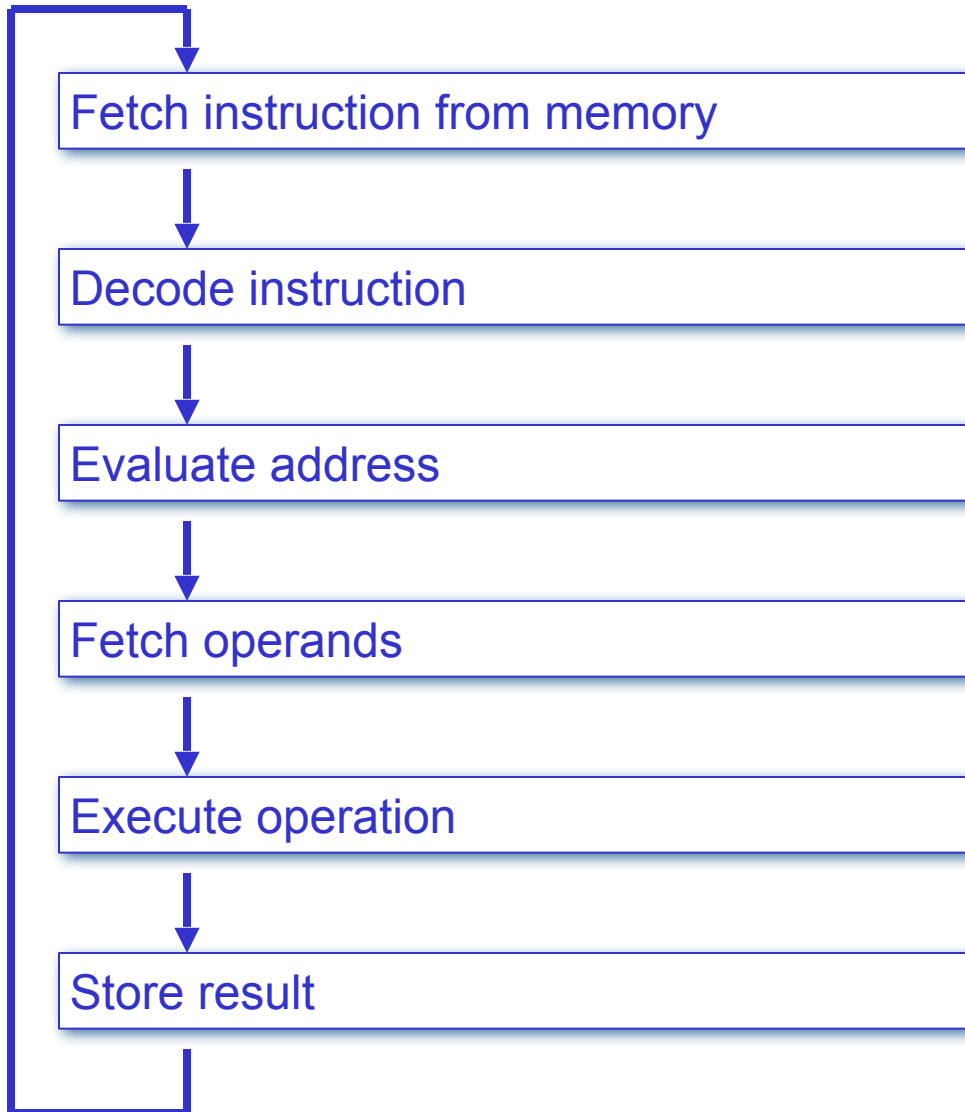 Fetch instruction from memory
Decode instruction
Evaluate address
Fetch operands
Execute operation
Store result